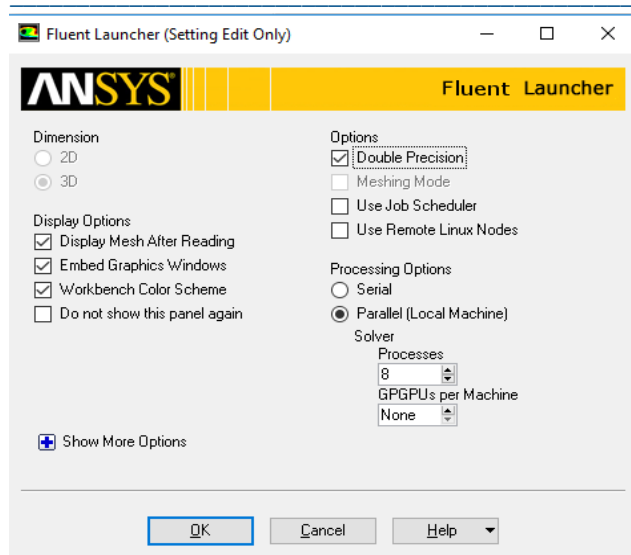 Fluent Launcher (Setting Edit Only)
ANSYS® Fluent Launcher
Dimension
2D
3D
Display Options
Display Mesh After Reading
Embed Graphics Windows
Workbench Color Scheme
Do not show this panel again
Show More Options
Options
Double Precision
Meshing Mode
Use Job Scheduler
Use Remote Linux Nodes
Processing Options
Serial
Parallel (Local Machine)
Solver
Processes
8
GPGPUs per Machine
None
OK Cancel Help